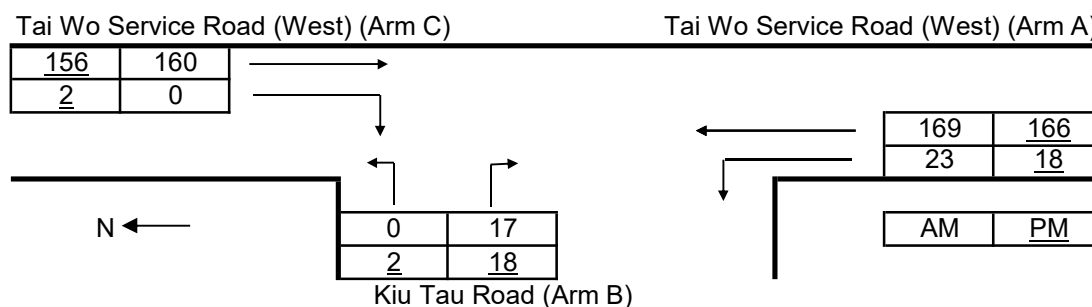 Tai Wo Service Road (West) (Arm C) Tai Wo Service Road (West) (Arm A)
156 160
2 0
169 166
23 18
N
0 17
AM PM
2 18
Kiu Tau Road (Arm B)